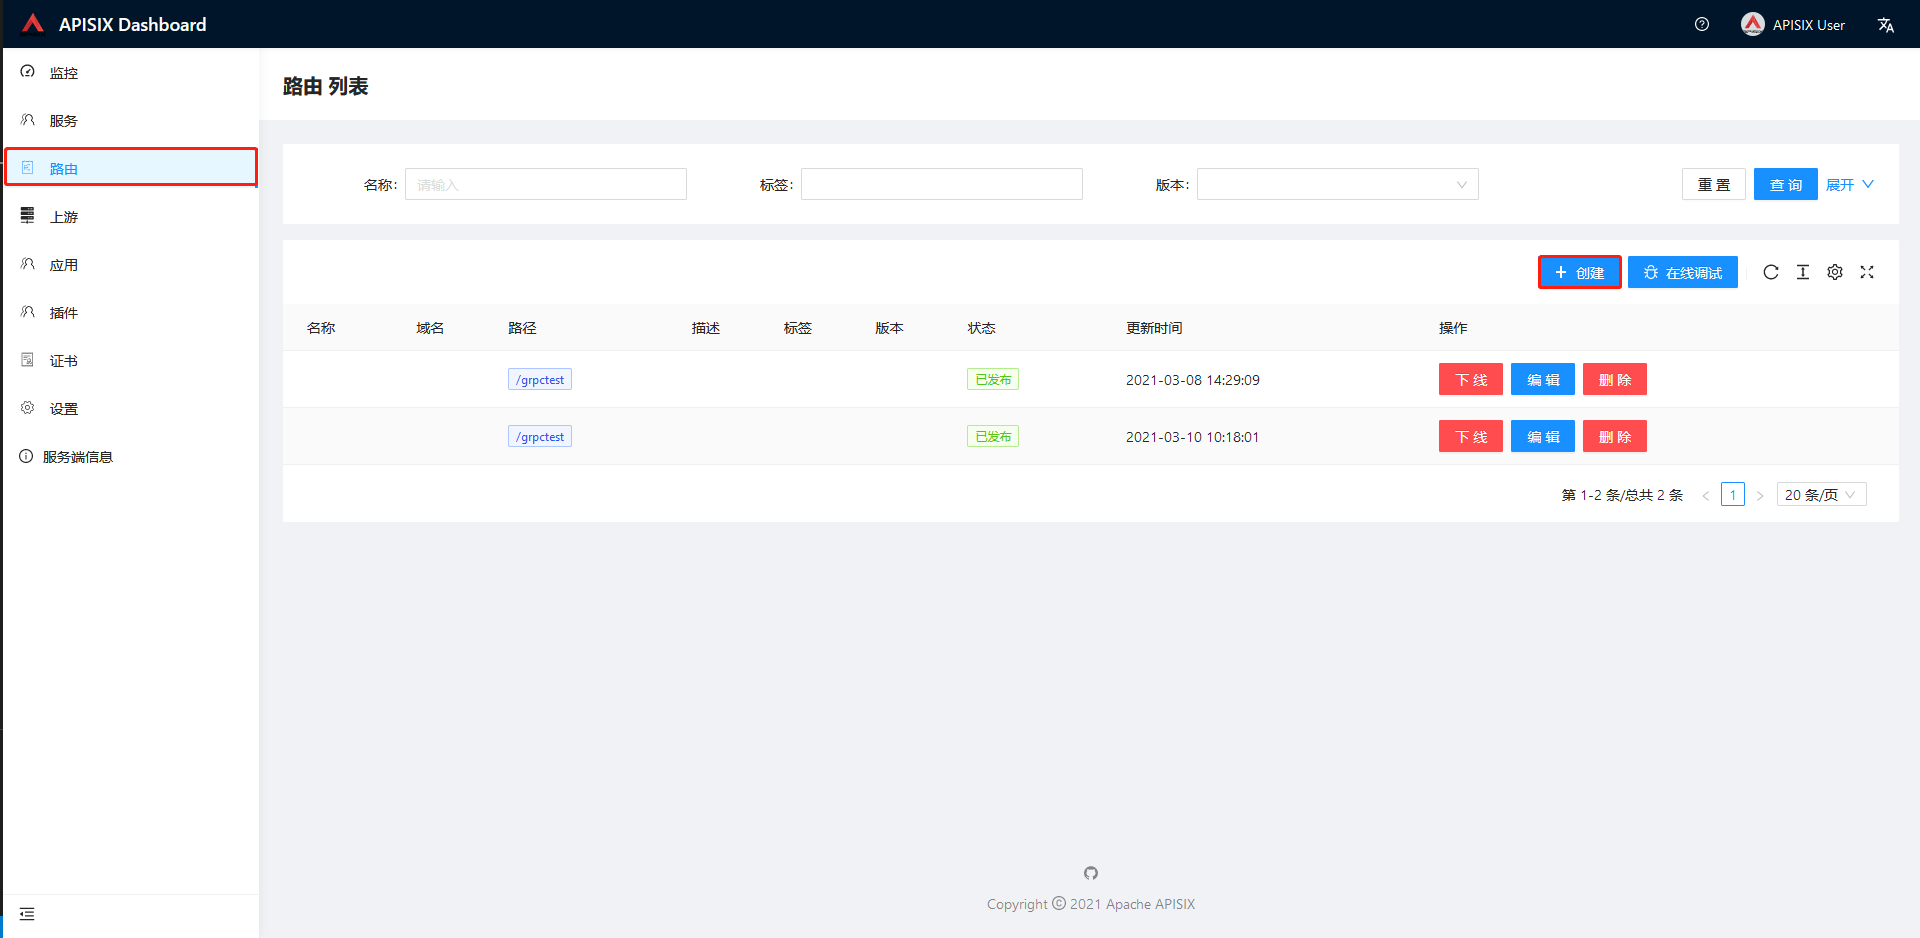 APISIX Dashboard
APISIX User
监控
服务
路由
上游
应用
插件
证书
设置
服务端信息
路由 列表
名称: 请输入 标签: 版本: 重 置 查 询 展开
创建 在线调试
名称 域名 路径 描述 标签 版本 状态 更新时间 操作
/grpctest 已发布 2021-03-08 14:29:09 下 线 编 辑 删 除
/grpctest 已发布 2021-03-10 10:18:01 下 线 编 辑 删 除
第 1-2 条/总共 2 条 < 1 > 20 条/页
Copyright © 2021 Apache APISIX